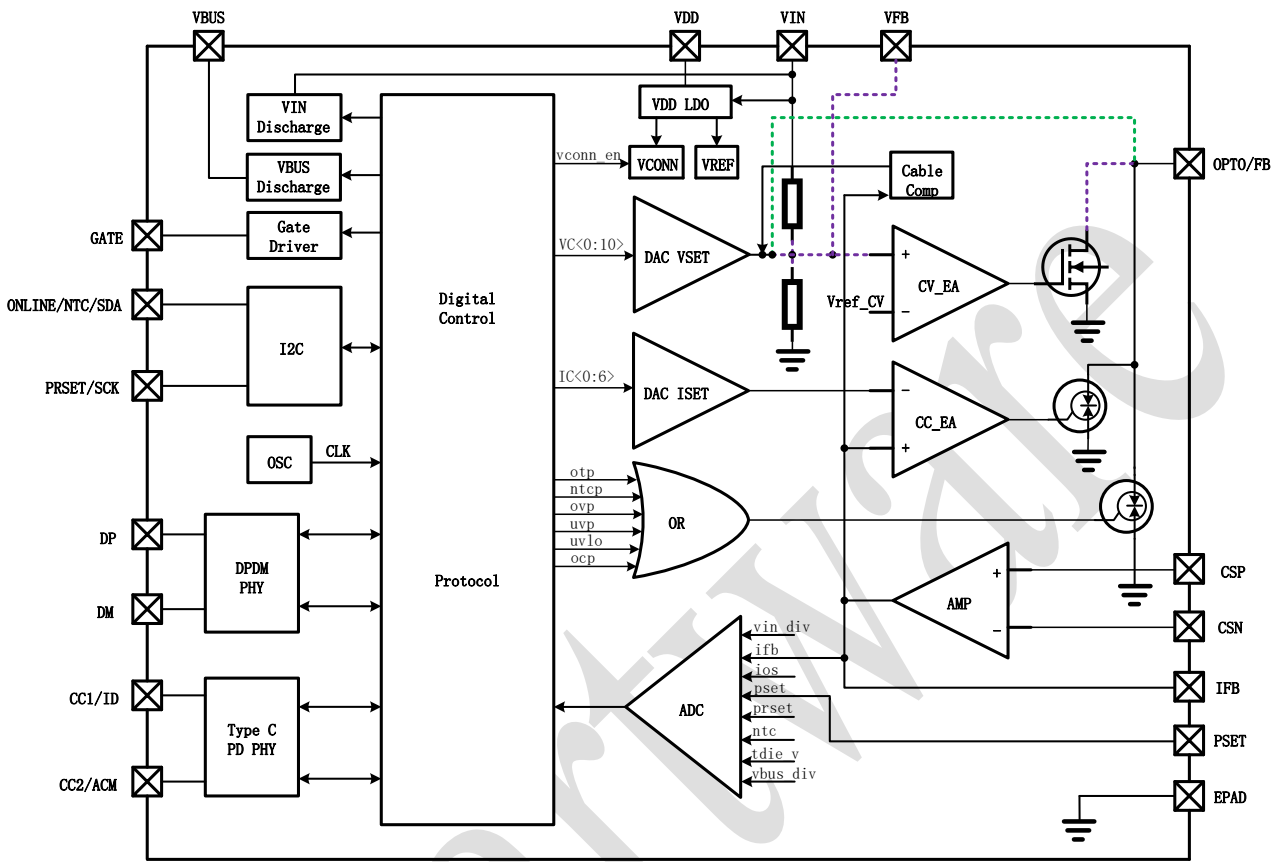 VBUS
VDD
VIN
VFB
VIN
Discharge
VDD LDO
VBUS
Discharge
vconn_en
VCONN
VREF
Cable
Comp
OPTO/FB
GATE
Gate
Driver
VC<0:10>
DAC VSET
+
CV_EA
Vref_CV
−
ONLINE/NTC/SDA
Digital
Control
I2C
PRSET/SCK
IC<0:6>
DAC ISET
−
CC_EA
+
OSC
CLK
otp
ntcp
ovp
uvp
uvlo
ocp
OR
DP
DPDM
PHY
DM
Protocol
+
AMP
−
CSP
CSN
vin_div
ifb
ios
pset
prset
ntc
tdie_v
vbus_div
ADC
IFB
PSET
EPAD
CC1/ID
Type C
PD PHY
CC2/ACM